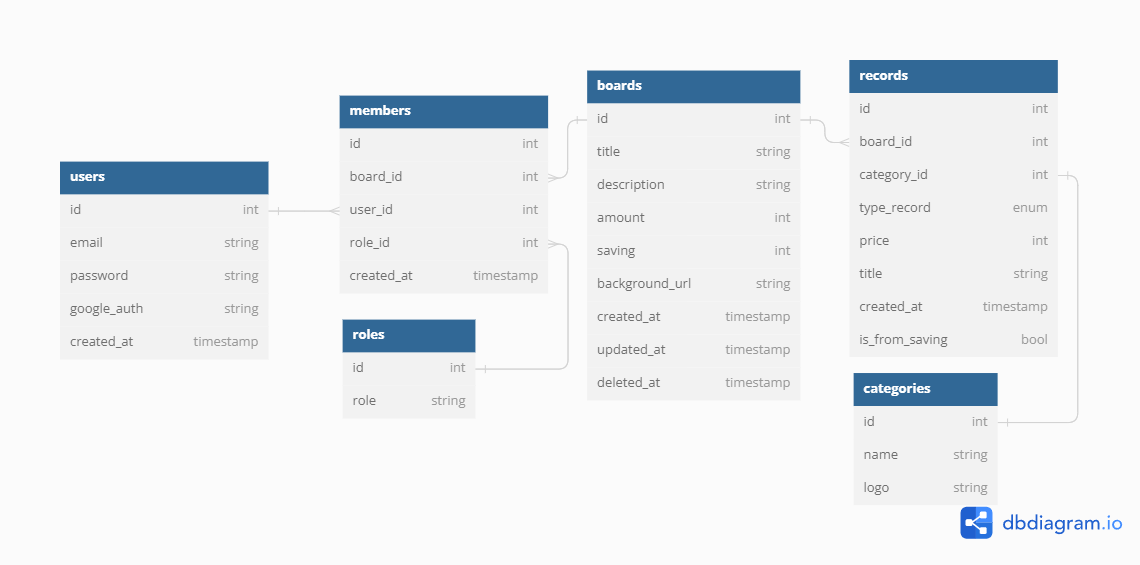 users
id int
email string
password string
google_auth string
created_at timestamp
members
id int
board_id int
user_id int
role_id int
created_at timestamp
roles
id int
role string
boards
id int
title string
description string
amount int
saving int
background_url string
created_at timestamp
updated_at timestamp
deleted_at timestamp
records
id int
board_id int
category_id int
type_record enum
price int
title string
created_at timestamp
is_from_saving bool
categories
id int
name string
logo string
dbdiagram.io